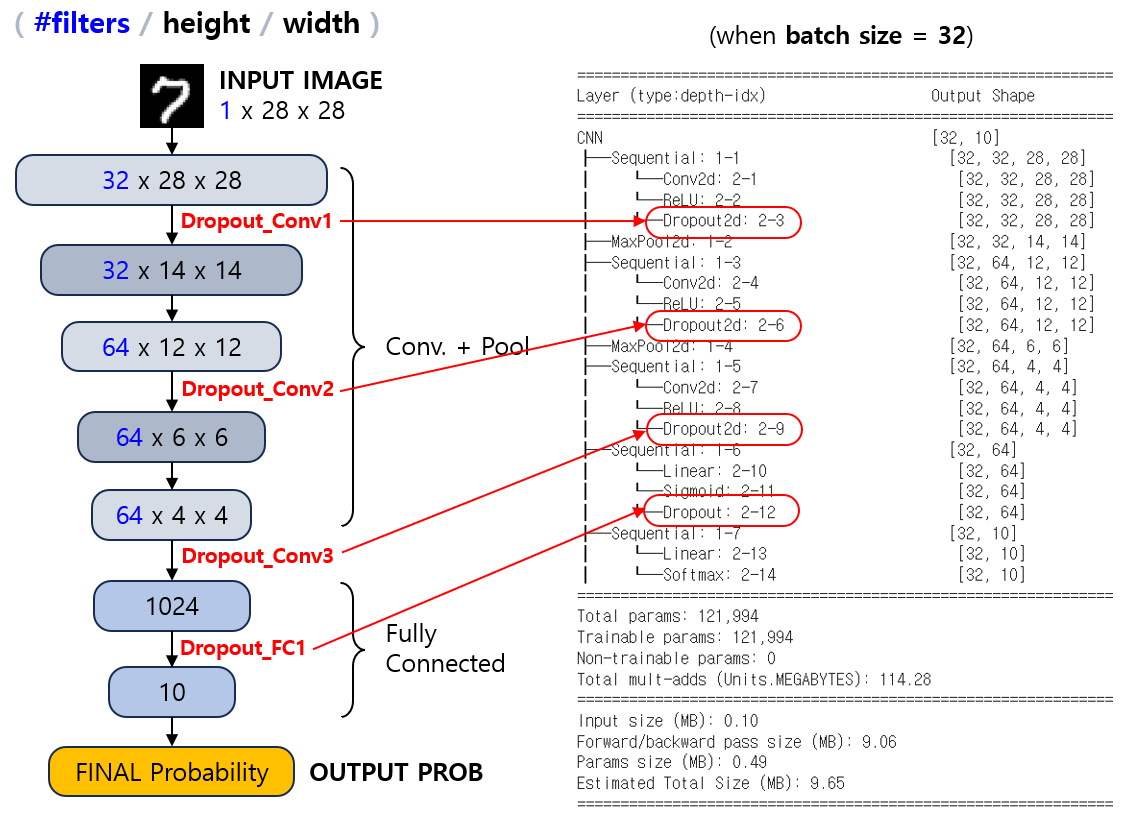 ( #filters / height / width )
INPUT IMAGE
1 x 28 x 28
32 x 28 x 28
Dropout_Conv1
32 x 14 x 14
64 x 12 x 12
Dropout_Conv2
64 x 6 x 6
64 x 4 x 4
Dropout_Conv3
1024
Dropout_FC1
10
FINAL Probability
OUTPUT PROB
Conv. + Pool
Fully
Connected
(when batch size = 32)
==========================================================================================
Layer (type:depth-idx) Output Shape
==========================================================================================
CNN [32, 10]
├──Sequential: 1-1 [32, 32, 28, 28]
│ └──Conv2d: 2-1 [32, 32, 28, 28]
│ └──ReLU: 2-2 [32, 32, 28, 28]
│ └──Dropout2d: 2-3 [32, 32, 28, 28]
├──MaxPool2d: 1-2 [32, 32, 14, 14]
├──Sequential: 1-3 [32, 64, 12, 12]
│ └──Conv2d: 2-4 [32, 64, 12, 12]
│ └──ReLU: 2-5 [32, 64, 12, 12]
│ └──Dropout2d: 2-6 [32, 64, 12, 12]
├──MaxPool2d: 1-4 [32, 64, 6, 6]
├──Sequential: 1-5 [32, 64, 4, 4]
│ └──Conv2d: 2-7 [32, 64, 4, 4]
│ └──ReLU: 2-8 [32, 64, 4, 4]
│ └──Dropout2d: 2-9 [32, 64, 4, 4]
├──Sequential: 1-6 [32, 64]
│ └──Linear: 2-10 [32, 64]
│ └──Sigmoid: 2-11 [32, 64]
│ └──Dropout: 2-12 [32, 64]
├──Sequential: 1-7 [32, 10]
│ └──Linear: 2-13 [32, 10]
│ └──Softmax: 2-14 [32, 10]
==========================================================================================
Total params: 121,994
Trainable params: 121,994
Non-trainable params: 0
Total mult-adds (Units.MEGABYTES): 114.28
==========================================================================================
Input size (MB): 0.10
Forward/backward pass size (MB): 9.06
Params size (MB): 0.49
Estimated Total Size (MB): 9.65
==========================================================================================